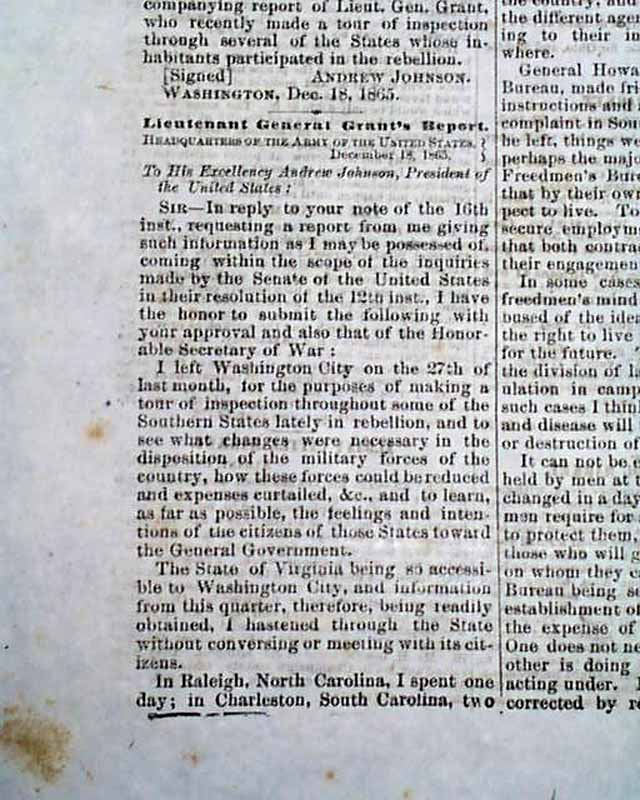 companying report of Lieut. Gen. Grant,
who recently made a tour of inspection
through several of the States whose in-
habitants participated in the rebellion.
[Signed] ANDREW JOHNSON.
WASHINGTON, Dec. 18, 1865.
Lieutenant General Grant's Report.
HEADQUARTERS OF THE ARMY OF THE UNITED STATES, }
December 18, 1865. }
To His Excellency Andrew Johnson, President of
the United States:
SIR—In reply to your note of the 16th
inst., requesting a report from me giving
such information as I may be possessed of,
coming within the scope of the inquiries
made by the Senate of the United States
in their resolution of the 12th inst., I have
the honor to submit the following with
your approval and also that of the Honor-
able Secretary of War:
I left Washington City on the 27th of
last month, for the purposes of making a
tour of inspection throughout some of the
Southern States lately in rebellion, and to
see what changes were necessary in the
disposition of the military forces of the
country, how these forces could be reduced
and expenses curtailed, &c., and to learn,
as far as possible, the feelings and inten-
tions of the citizens of those States toward
the General Government.
The State of Virginia being so accessi-
ble to Washington City, and information
from this quarter, therefore, being readily
obtained, I hastened through the State
without conversing or meeting with its cit-
izens.
In Raleigh, North Carolina, I spent one
day; in Charleston, South Carolina, two
the country, and
the different agen
ing to their in
where.
General Howa
Bureau, made fri
instructions and
complaint in Sou
he left, things we
perhaps the majo
Freedmen's Bure
that by their own
pect to live. To
secure employm
that both contra
their engagemen
In some cases
freedmen's mind
bused of the idea
the right to live
for the future.
the division of la
ulation in camp
such cases I thin
and disease will
or destruction of
It can not be e
held by men at t
changed in a day
men require for
to protect them,
those who will g
on whom they c
Bureau being se
establishment o
the expense of
One does not ne
other is doing
acting under.
corrected by re